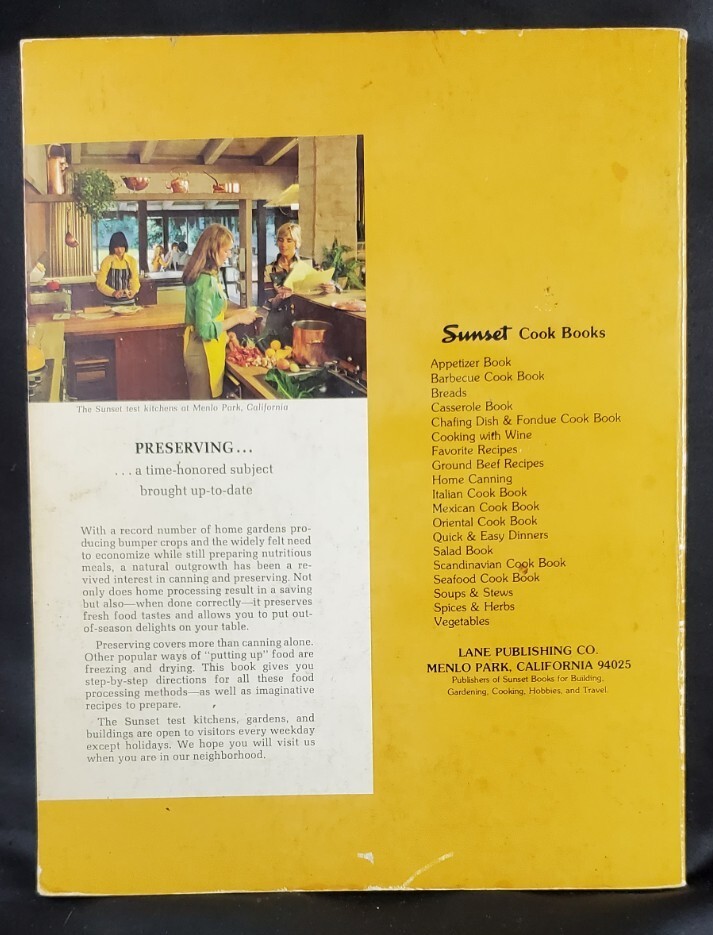 The Sunset test kitchens at Menlo Park, California
PRESERVING...
...a time-honored subject
brought up-to-date
With a record number of home gardens pro-
ducing bumper crops and the widely felt need
to economize while still preparing nutritious
meals, a natural outgrowth has been a re-
vived interest in canning and preserving. Not
only does home processing result in a saving
but also—when done correctly—it preserves
fresh food tastes and allows you to put out-
of-season delights on your table.
Preserving covers more than canning alone.
Other popular ways of "putting up" food are
freezing and drying. This book gives you
step-by-step directions for all these food
processing methods—as well as imaginative
recipes to prepare.
The Sunset test kitchens, gardens, and
buildings are open to visitors every weekday
except holidays. We hope you will visit us
when you are in our neighborhood.
Sunset Cook Books
Appetizer Book
Barbecue Cook Book
Breads
Casserole Book
Chafing Dish & Fondue Cook Book
Cooking with Wine
Favorite Recipes
Ground Beef Recipes
Home Canning
Italian Cook Book
Mexican Cook Book
Oriental Cook Book
Quick & Easy Dinners
Salad Book
Scandinavian Cook Book
Seafood Cook Book
Soups & Stews
Spices & Herbs
Vegetables
LANE PUBLISHING CO.
MENLO PARK, CALIFORNIA 94025
Publishers of Sunset Books for Building,
Gardening, Cooking, Hobbies, and Travel.